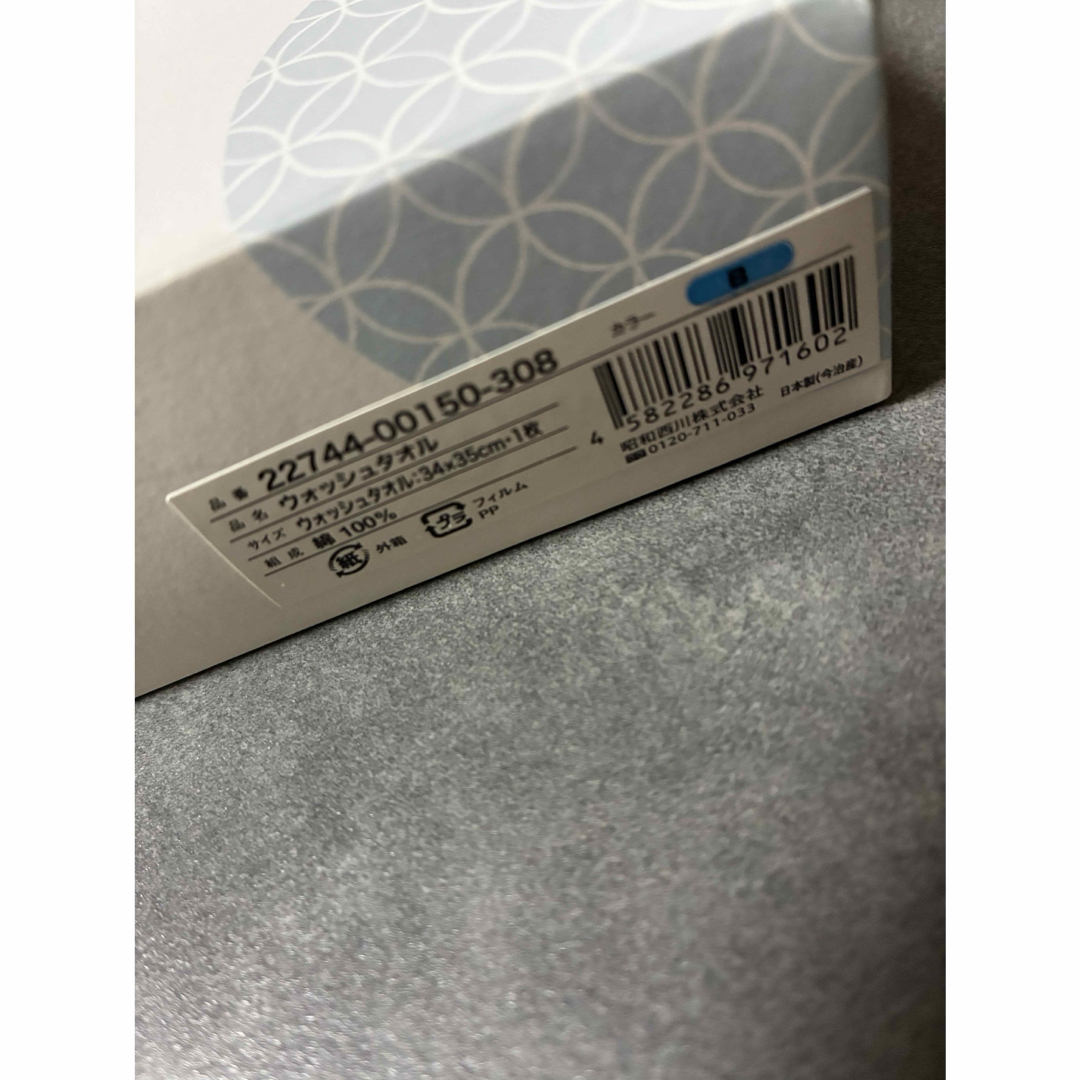 品番 22744-00150-308
品名 ウォッシュタオル
サイズ ウォッシュタオル:34x35cm・1枚
組成 綿 100%
紙 外箱
プラ フィルム
PP
カラー B
4 582286 971602
昭和西川株式会社
0120-711-033
日本製(今治産)